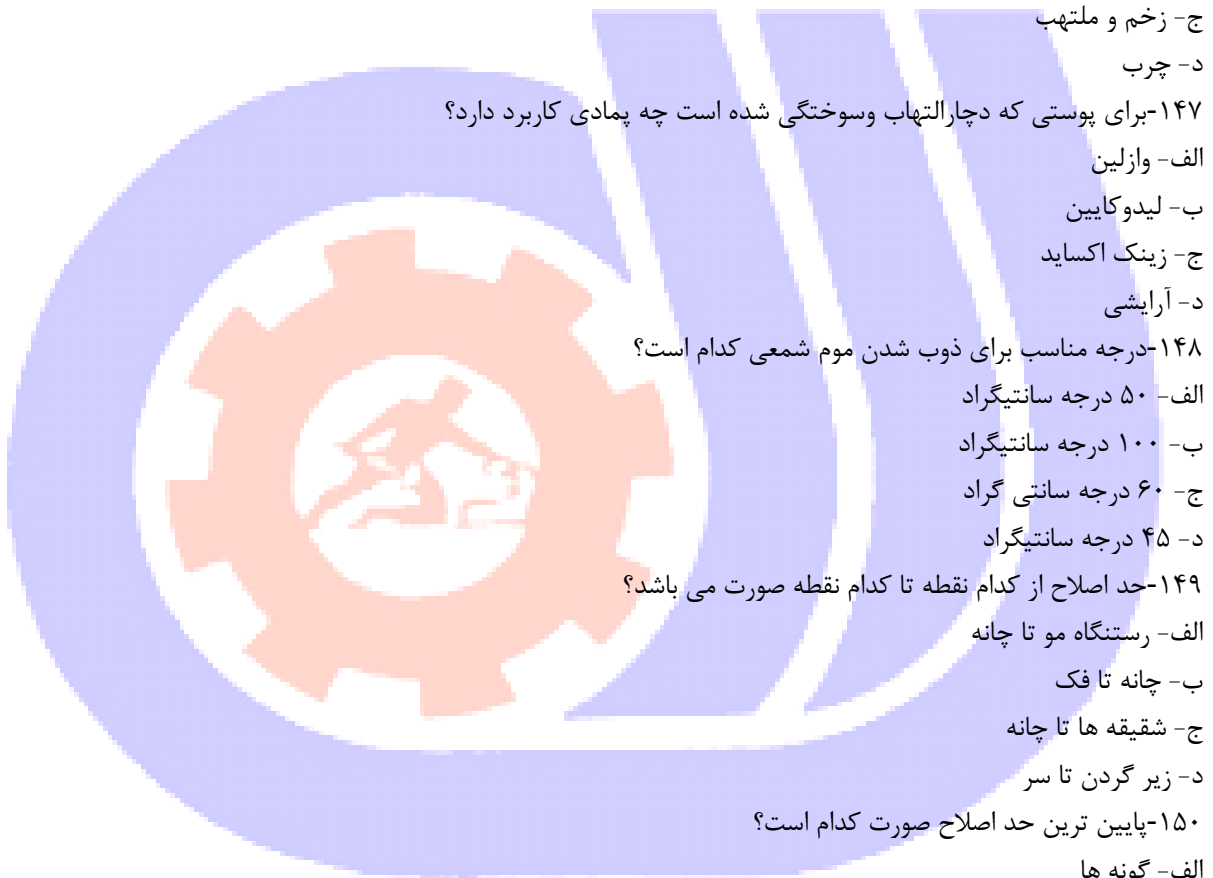 ج- زخم و ملتهب
د- چرب
۱۴۷-برای پوستی که دچارالتهاب وسوختگی شده است چه پمادی کاربرد دارد؟
الف- وازلین
ب- لیدوکایین
ج- زینک اکساید
د- آرایشی
۱۴۸-درجه مناسب برای ذوب شدن موم شمعی کدام است؟
الف- ۵۰ درجه سانتیگراد
ب- ۱۰۰ درجه سانتیگراد
ج- ۶۰ درجه سانتی گراد
د- ۴۵ درجه سانتیگراد
۱۴۹-حد اصلاح از کدام نقطه تا کدام نقطه صورت می باشد؟
الف- رستنگاه مو تا چانه
ب- چانه تا فک
ج- شقیقه ها تا چانه
د- زیر گردن تا سر
۱۵۰-پایین ترین حد اصلاح صورت کدام است؟
الف- گونه ها